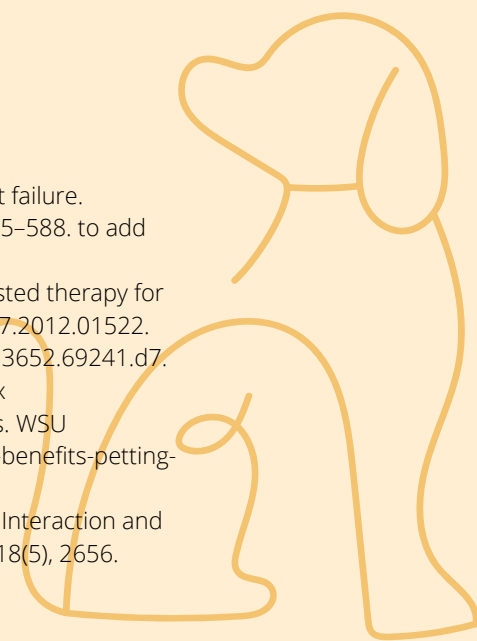 t failure.
5–588. to add
sted therapy for
7.2012.01522.
3652.69241.d7.
x
s. WSU
-benefits-petting-
Interaction and
18(5), 2656.